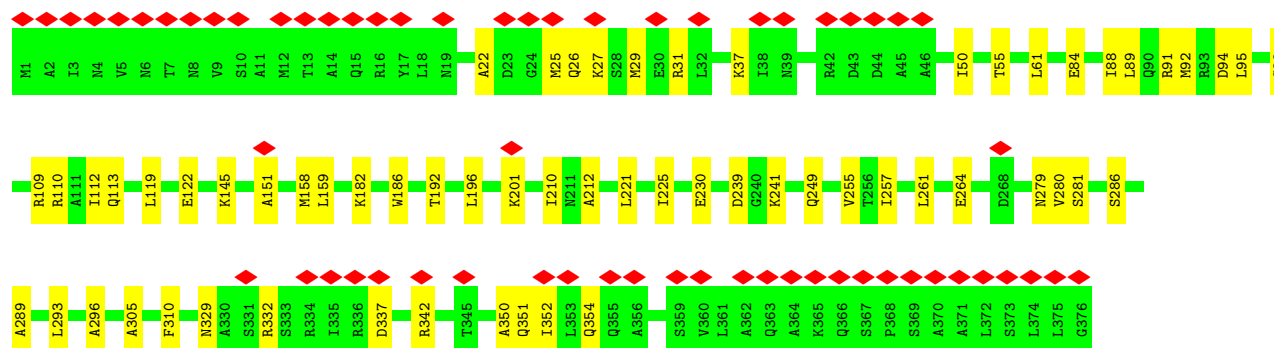 M1 A2 I3 N4 V5 N6 T7 N8 V9 S10 A11 M12 T13 A14 Q15 R16 Y17 L18 N19 A22 D23 G24 M25 Q26 K27 S28 M29 E30 R31 L32 K37 I38 N39 R42 D43 D44 A45 A46 I50 T55 L61 E84 I88 L89 Q90 R91 M92 R93 D94 L95
R109 R110 A111 I112 Q113 L119 E122 K145 A151 M158 L159 K182 W186 T192 L196 K201 I210 N211 A212 L221 I225 E230 D239 G240 K241 Q249 V255 T256 I257 L261 E264 D268 N279 V280 S281 S286
A289 L293 A296 A305 F310 N329 A330 S331 R332 S333 R334 I335 R336 D337 R342 T345 A350 Q351 I352 L353 Q354 Q355 A356 S359 V360 L361 A362 Q363 A364 K365 Q366 S367 P368 S369 A370 A371 L372 S373 L374 L375 G376